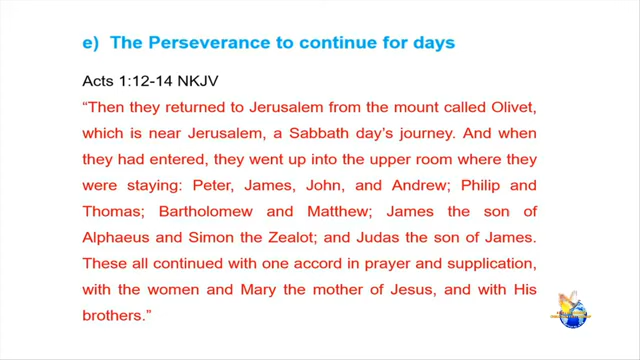 e) The Perseverance to continue for days
Acts 1:12-14 NKJV
“Then they returned to Jerusalem from the mount called Olivet,
which is near Jerusalem, a Sabbath day’s journey. And when
they had entered, they went up into the upper room where they
were staying: Peter, James, John, and Andrew; Philip and
Thomas; Bartholomew and Matthew; James the son of
Alphaeus and Simon the Zealot; and Judas the son of James.
These all continued with one accord in prayer and supplication,
with the women and Mary the mother of Jesus, and with His
brothers.”